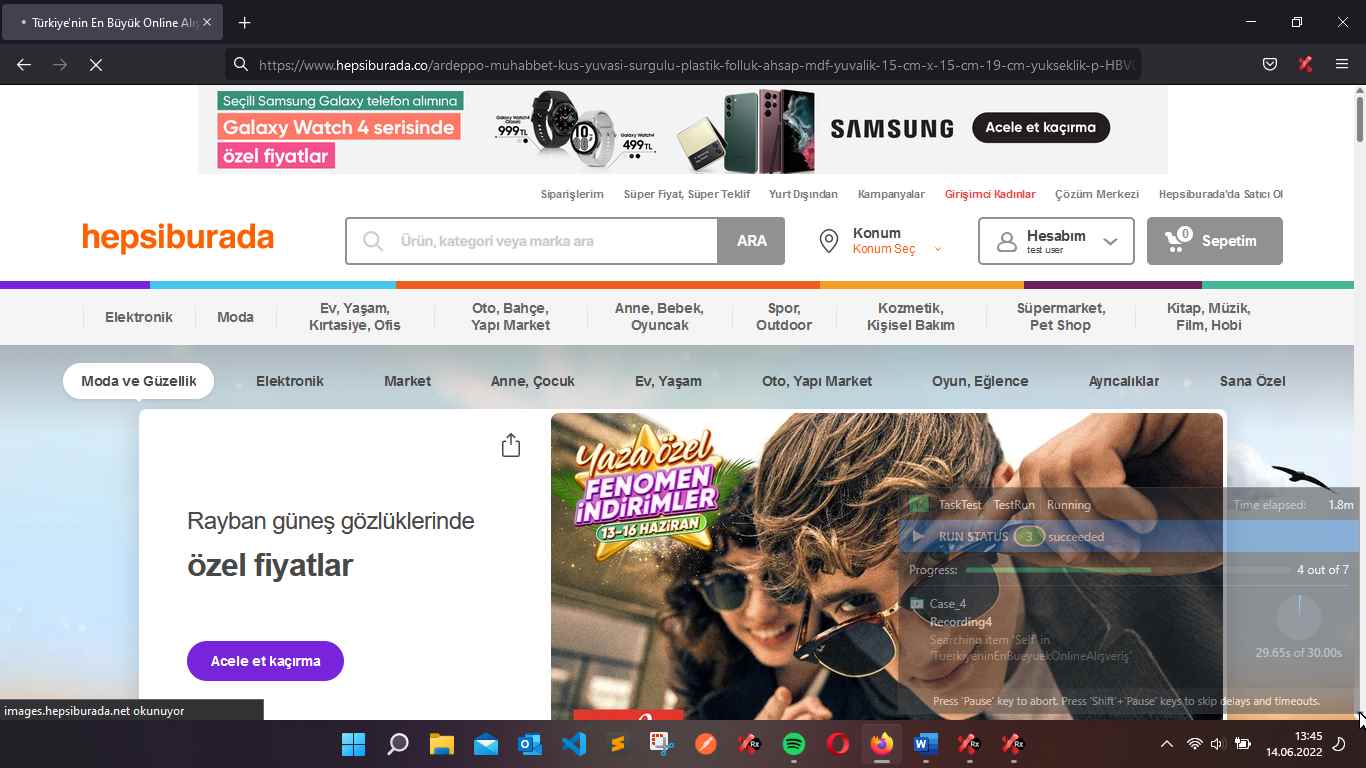 Türkiye'nin En Büyük Online Alış
https://www.hepsiburada.co/ardeppo-muhabbet-kus-yuvasi-surgulu-plastik-folluk-ahsap-mdf-yuvalik-15-cm-x-15-cm-19-cm-yukseklik-p-HBV
Seçili Samsung Galaxy telefon alımına
Galaxy Watch 4 serisinde
özel fiyatlar
Galaxy Watch4
Classic
999TL
Galaxy Watch4
499TL
SAMSUNG
Acele et kaçırma
Siparişlerim Süper Fiyat, Süper Teklif Yurt Dışından Kampanyalar Girişimci Kadınlar Çözüm Merkezi Hepsiburada'da Satıcı Ol
hepsiburada
Ürün, kategori veya marka ara
ARA
Konum
Konum Seç
Hesabım
test user
0
Sepetim
Elektronik
Moda
Ev, Yaşam,
Kırtasiye, Ofis
Oto, Bahçe,
Yapı Market
Anne, Bebek,
Oyuncak
Spor,
Outdoor
Kozmetik,
Kişisel Bakım
Süpermarket,
Pet Shop
Kitap, Müzik,
Film, Hobi
Moda ve Güzellik Elektronik Market Anne, Çocuk Ev, Yaşam Oto, Yapı Market Oyun, Eğlence Ayrıcalıklar Sana Özel
Rayban güneş gözlüklerinde
özel fiyatlar
Acele et kaçırma
Yaza özel
FENOMEN
İNDİRİMLER
13-16 HAZİRAN
TaskTest TestRun Running
Time elapsed: 1.8m
RUN STATUS 3 succeeded
Progress: 4 out of 7
Case_4
Recording4
Searching item 'Self' in
'TuerkiyeninEnBueyuekOnlineAlışveriş'
29.65s of 30.00s
Press 'Pause' key to abort. Press 'Shift'+'Pause' keys to skip delays and timeouts.
images.hepsiburada.net okunuyor
13:45
14.06.2022